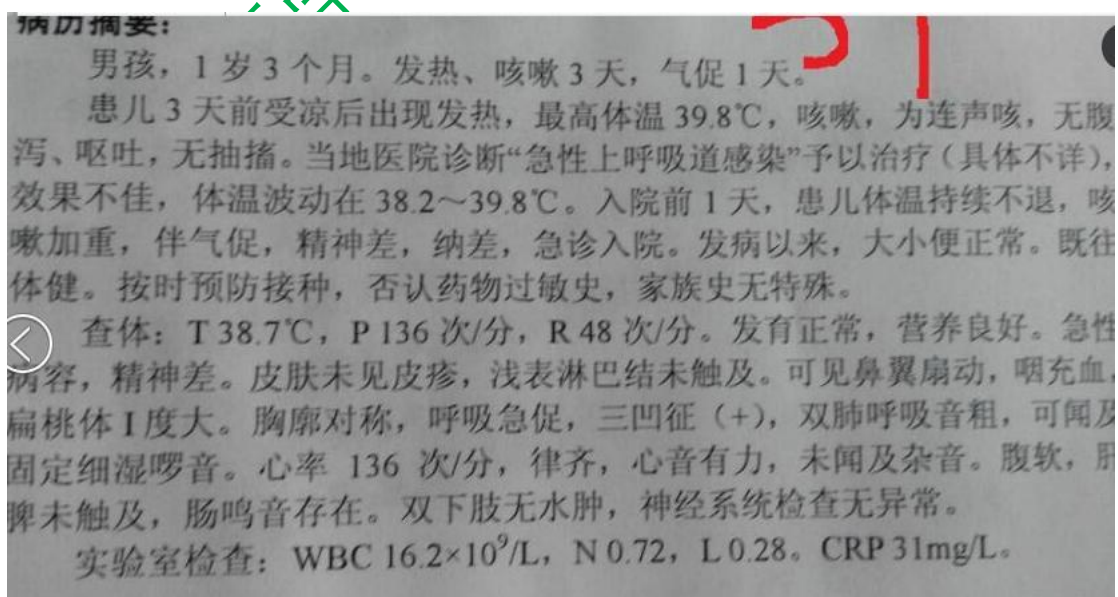 病历摘要：
男孩，1岁3个月。发热、咳嗽3天，气促1天。
患儿3天前受凉后出现发热，最高体温39.8℃，咳嗽，为连声咳，无腹
泻、呕吐，无抽搐。当地医院诊断“急性上呼吸道感染”予以治疗（具体不详），
效果不佳，体温波动在38.2～39.8℃。入院前1天，患儿体温持续不退，咳
嗽加重，伴气促，精神差，纳差，急诊入院。发病以来，大小便正常。既往
体健。按时预防接种，否认药物过敏史，家族史无特殊。
查体：T 38.7℃，P 136次/分，R 48次/分。发育正常，营养良好。急性
病容，精神差。皮肤未见皮疹，浅表淋巴结未触及。可见鼻翼扇动，咽充血，
扁桃体Ⅰ度大。胸廓对称，呼吸急促，三凹征（+），双肺呼吸音粗，可闻及
固定细湿啰音。心率 136 次/分，律齐，心音有力，未闻及杂音。腹软，肝
脾未触及，肠鸣音存在。双下肢无水肿，神经系统检查无异常。
实验室检查：WBC 16.2×10⁹/L，N 0.72，L 0.28。CRP 31mg/L。